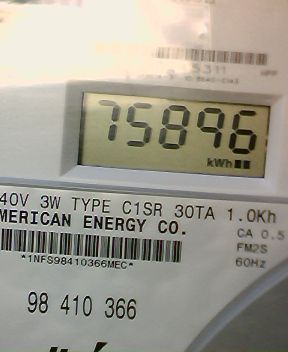 75896
kWh
40V 3W TYPE C1SR 30TA 1.0Kh
MERICAN ENERGY CO.
CA 0.5
FM2S
*1NFS98410366MEC*
60Hz
98 410 366